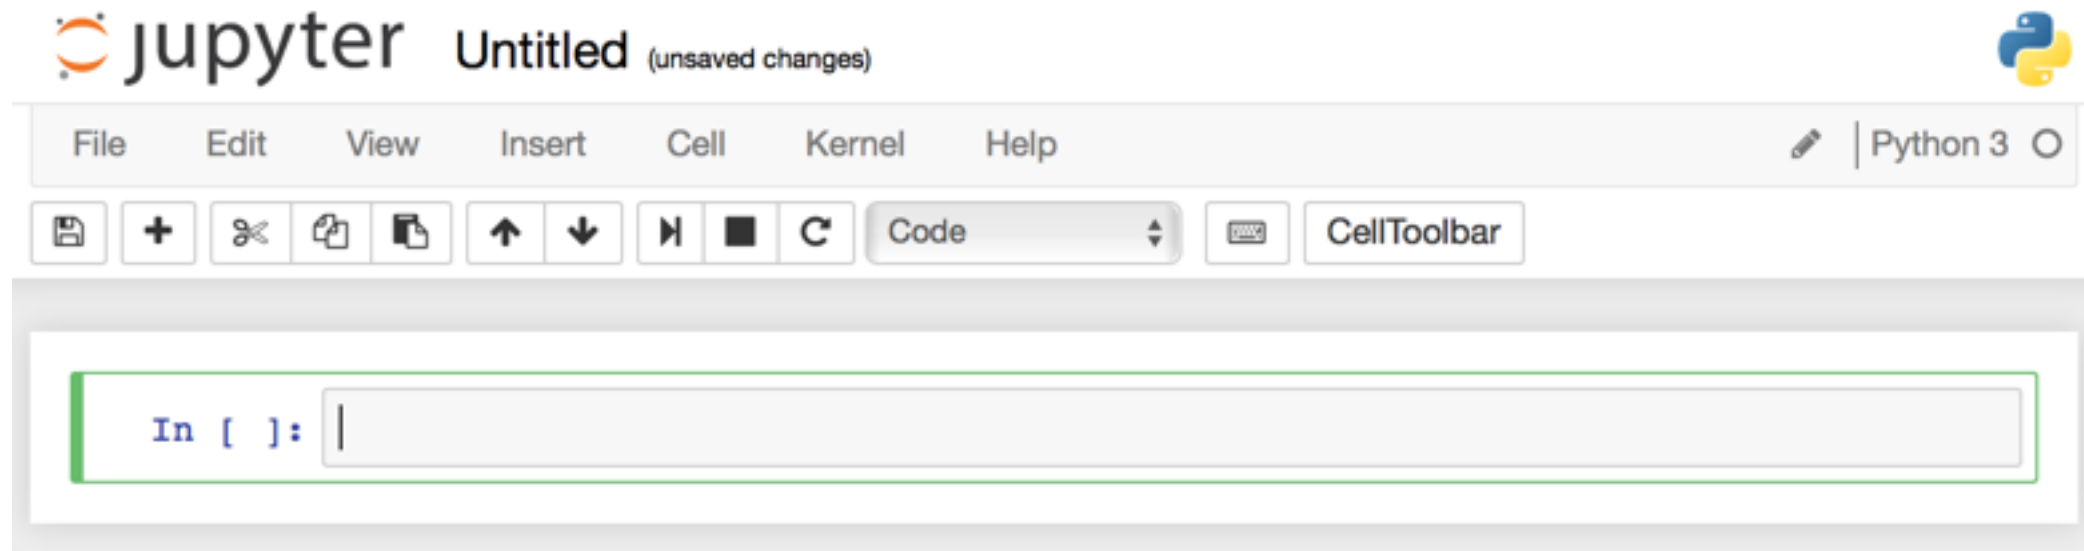 jupyter Untitled (unsaved changes)
File Edit View Insert Cell Kernel Help Python 3
Code CellToolbar
In [ ]: